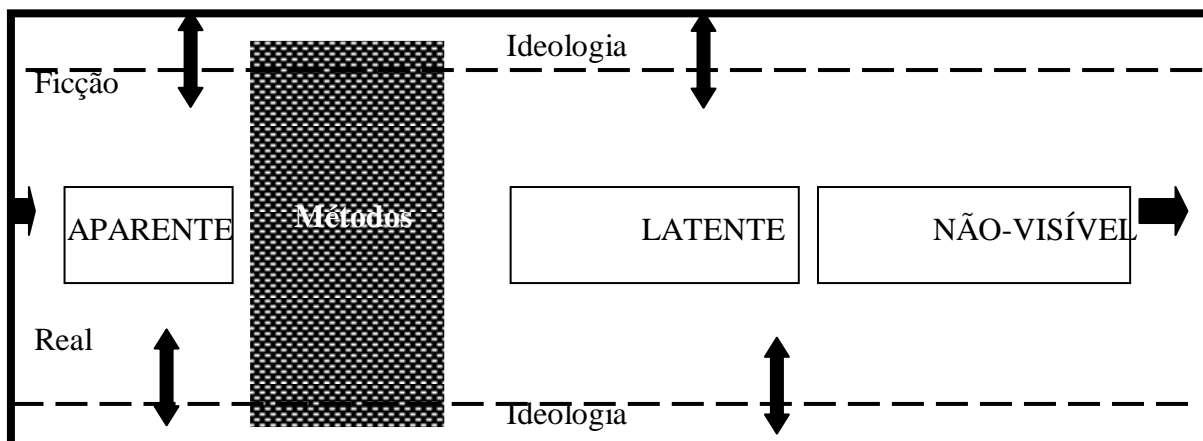 Ideologia
Ficção
APARENTE
Métodos
LATENTE
NÃO-VISÍVEL
Real
Ideologia